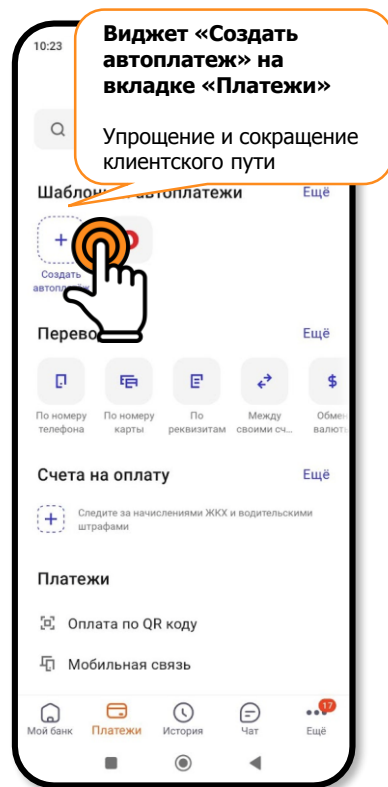 10:23
Виджет «Создать
автоплатеж» на
вкладке «Платежи»
Упрощение и сокращение
клиентского пути
Шаблоны и автоплатежи Ещё
Создать
автоплатёж
Перево Ещё
По номеру
телефона
По номеру
карты
По
реквизитам
Между
своими сч...
Обмен
валют
Счета на оплату Ещё
Следите за начислениями ЖКХ и водительскими
штрафами
Платежи
Оплата по QR коду
Мобильная связь
17
Мой банк Платежи История Чат Ещё